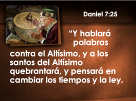 Daniel 7:25
“Y hablará
palabras
contra el Altísimo, y a los
santos del Altísimo
quebrantará, y pensará en
cambiar los tiempos y la ley.